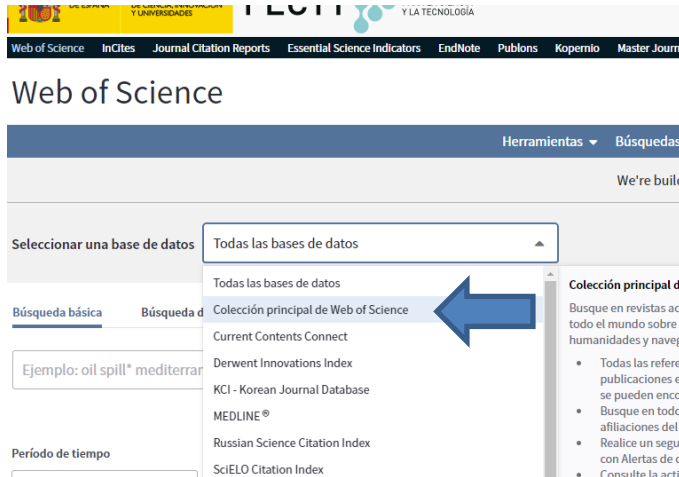 DE ESPAÑA
DE CIENCIA, INNOVACIÓN
Y UNIVERSIDADES
Y LA TECNOLOGÍA
Web of Science InCites Journal Citation Reports Essential Science Indicators EndNote Publons Kopernio Master Journ
Web of Science
Herramientas Búsquedas
We're build
Seleccionar una base de datos Todas las bases de datos
Todas las bases de datos
Colección principal de Web of Science
Current Contents Connect
Derwent Innovations Index
KCI - Korean Journal Database
MEDLINE®
Russian Science Citation Index
SciELO Citation Index
Búsqueda básica Búsqueda d
Ejemplo: oil spill* mediterran
Período de tiempo
Colección principal d
Busque en revistas ac
todo el mundo sobre
humanidades y naveg
• Todas las refere
publicaciones e
se pueden enco
• Busque en todo
afiliaciones del
• Realice un segu
con Alertas de c
• Consulte la acti